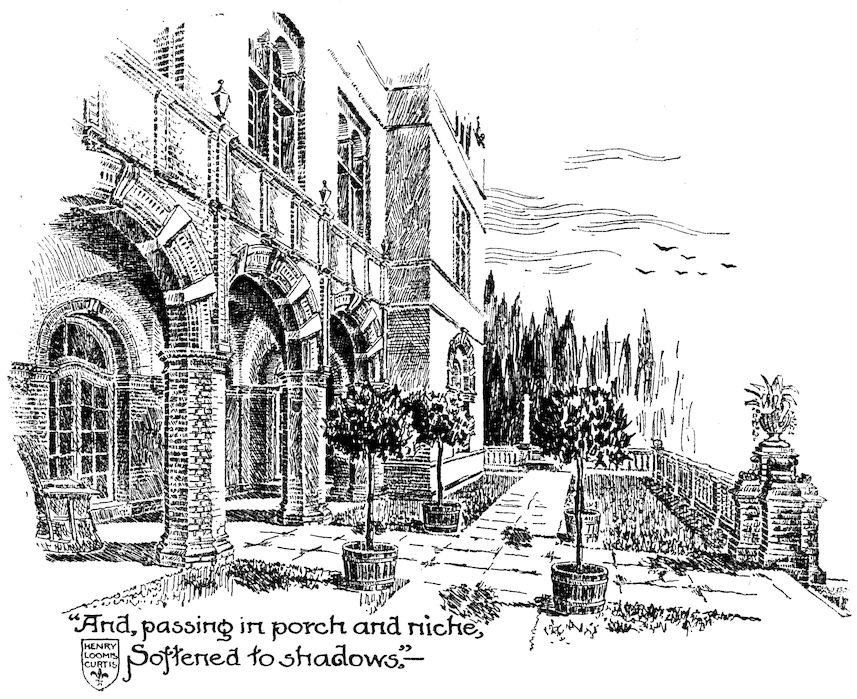 “And, passing in porch and niche,
Softened to shadows,”—
HENRY
LOOMIS
CURTIS